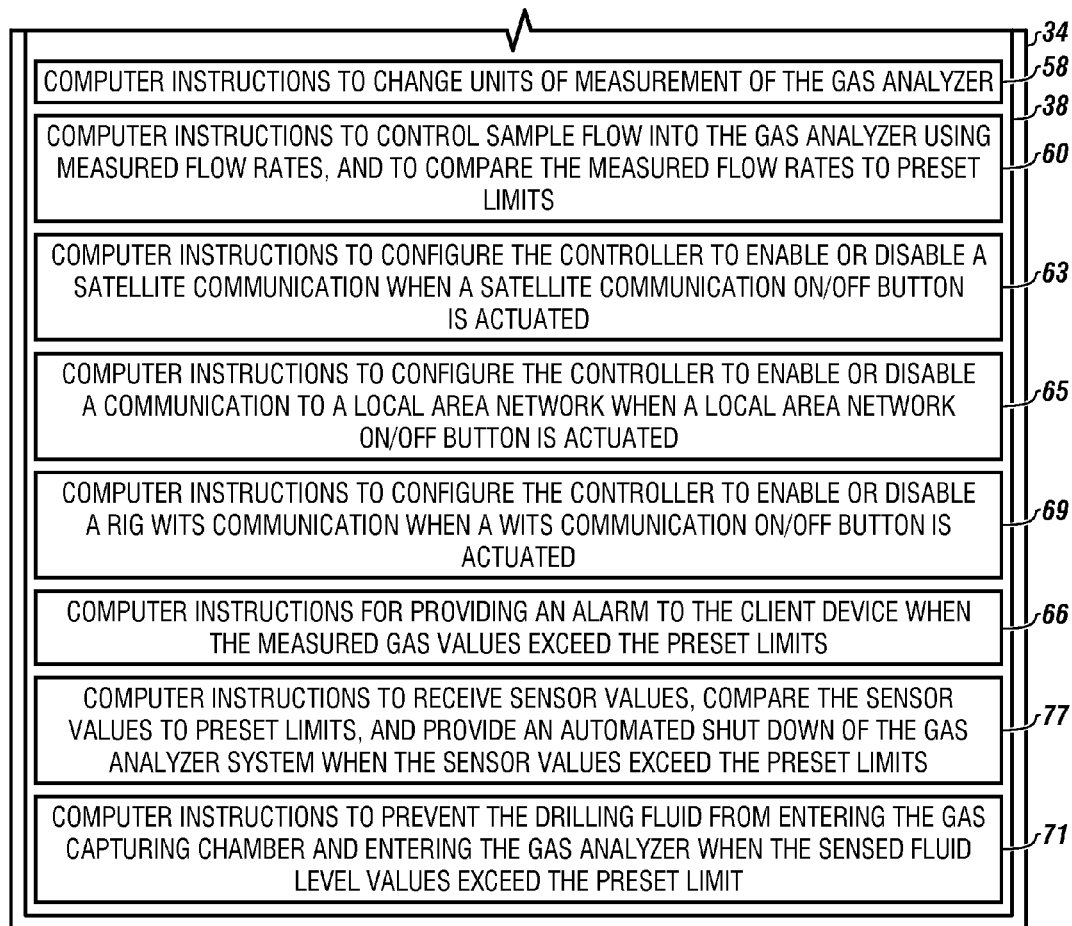 34
COMPUTER INSTRUCTIONS TO CHANGE UNITS OF MEASUREMENT OF THE GAS ANALYZER
58
38
COMPUTER INSTRUCTIONS TO CONTROL SAMPLE FLOW INTO THE GAS ANALYZER USING
MEASURED FLOW RATES, AND TO COMPARE THE MEASURED FLOW RATES TO PRESET
LIMITS
60
COMPUTER INSTRUCTIONS TO CONFIGURE THE CONTROLLER TO ENABLE OR DISABLE A
SATELLITE COMMUNICATION WHEN A SATELLITE COMMUNICATION ON/OFF BUTTON
IS ACTUATED
63
COMPUTER INSTRUCTIONS TO CONFIGURE THE CONTROLLER TO ENABLE OR DISABLE
A COMMUNICATION TO A LOCAL AREA NETWORK WHEN A LOCAL AREA NETWORK
ON/OFF BUTTON IS ACTUATED
65
COMPUTER INSTRUCTIONS TO CONFIGURE THE CONTROLLER TO ENABLE OR DISABLE
A RIG WITS COMMUNICATION WHEN A WITS COMMUNICATION ON/OFF BUTTON IS
ACTUATED
69
COMPUTER INSTRUCTIONS FOR PROVIDING AN ALARM TO THE CLIENT DEVICE WHEN
THE MEASURED GAS VALUES EXCEED THE PRESET LIMITS
66
COMPUTER INSTRUCTIONS TO RECEIVE SENSOR VALUES, COMPARE THE SENSOR
VALUES TO PRESET LIMITS, AND PROVIDE AN AUTOMATED SHUT DOWN OF THE GAS
ANALYZER SYSTEM WHEN THE SENSOR VALUES EXCEED THE PRESET LIMITS
77
COMPUTER INSTRUCTIONS TO PREVENT THE DRILLING FLUID FROM ENTERING THE GAS
CAPTURING CHAMBER AND ENTERING THE GAS ANALYZER WHEN THE SENSED FLUID
LEVEL VALUES EXCEED THE PRESET LIMIT
71